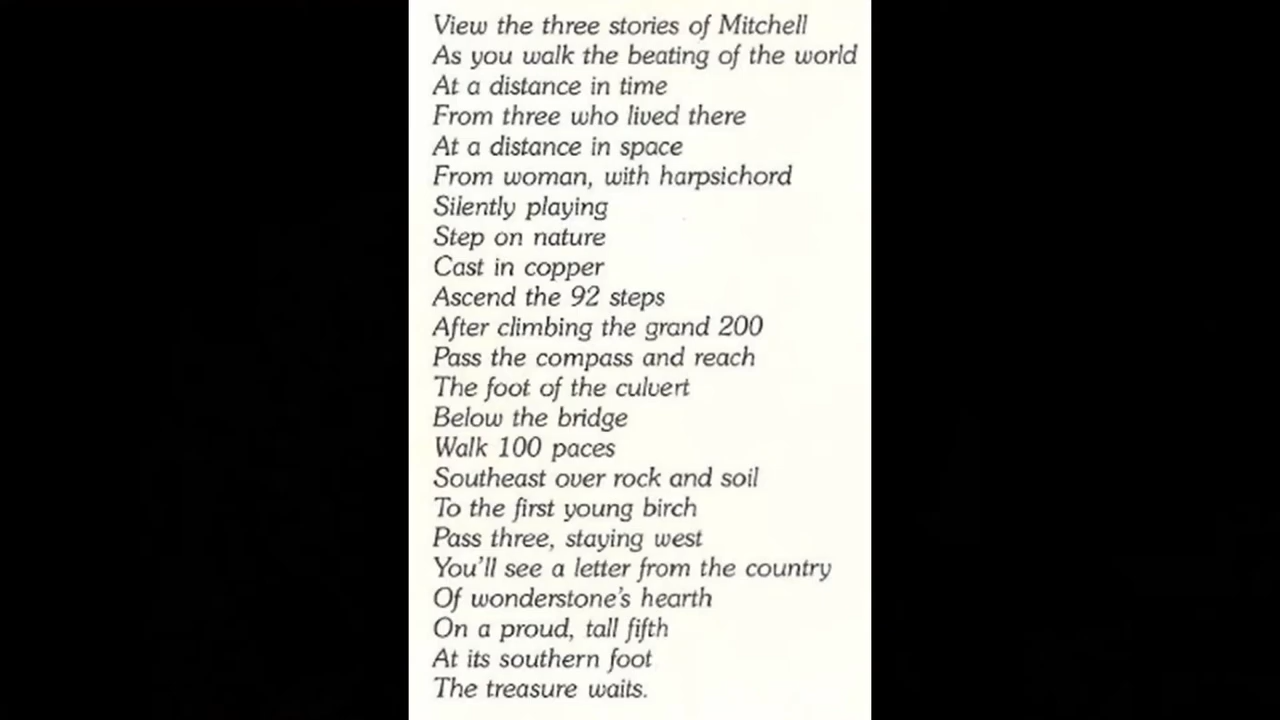 View the three stories of Mitchell
As you walk the beating of the world
At a distance in time
From three who lived there
At a distance in space
From woman, with harpsichord
Silently playing
Step on nature
Cast in copper
Ascend the 92 steps
After climbing the grand 200
Pass the compass and reach
The foot of the culvert
Below the bridge
Walk 100 paces
Southeast over rock and soil
To the first young birch
Pass three, staying west
You'll see a letter from the country
Of wonderstone's hearth
On a proud, tall fifth
At its southern foot
The treasure waits.